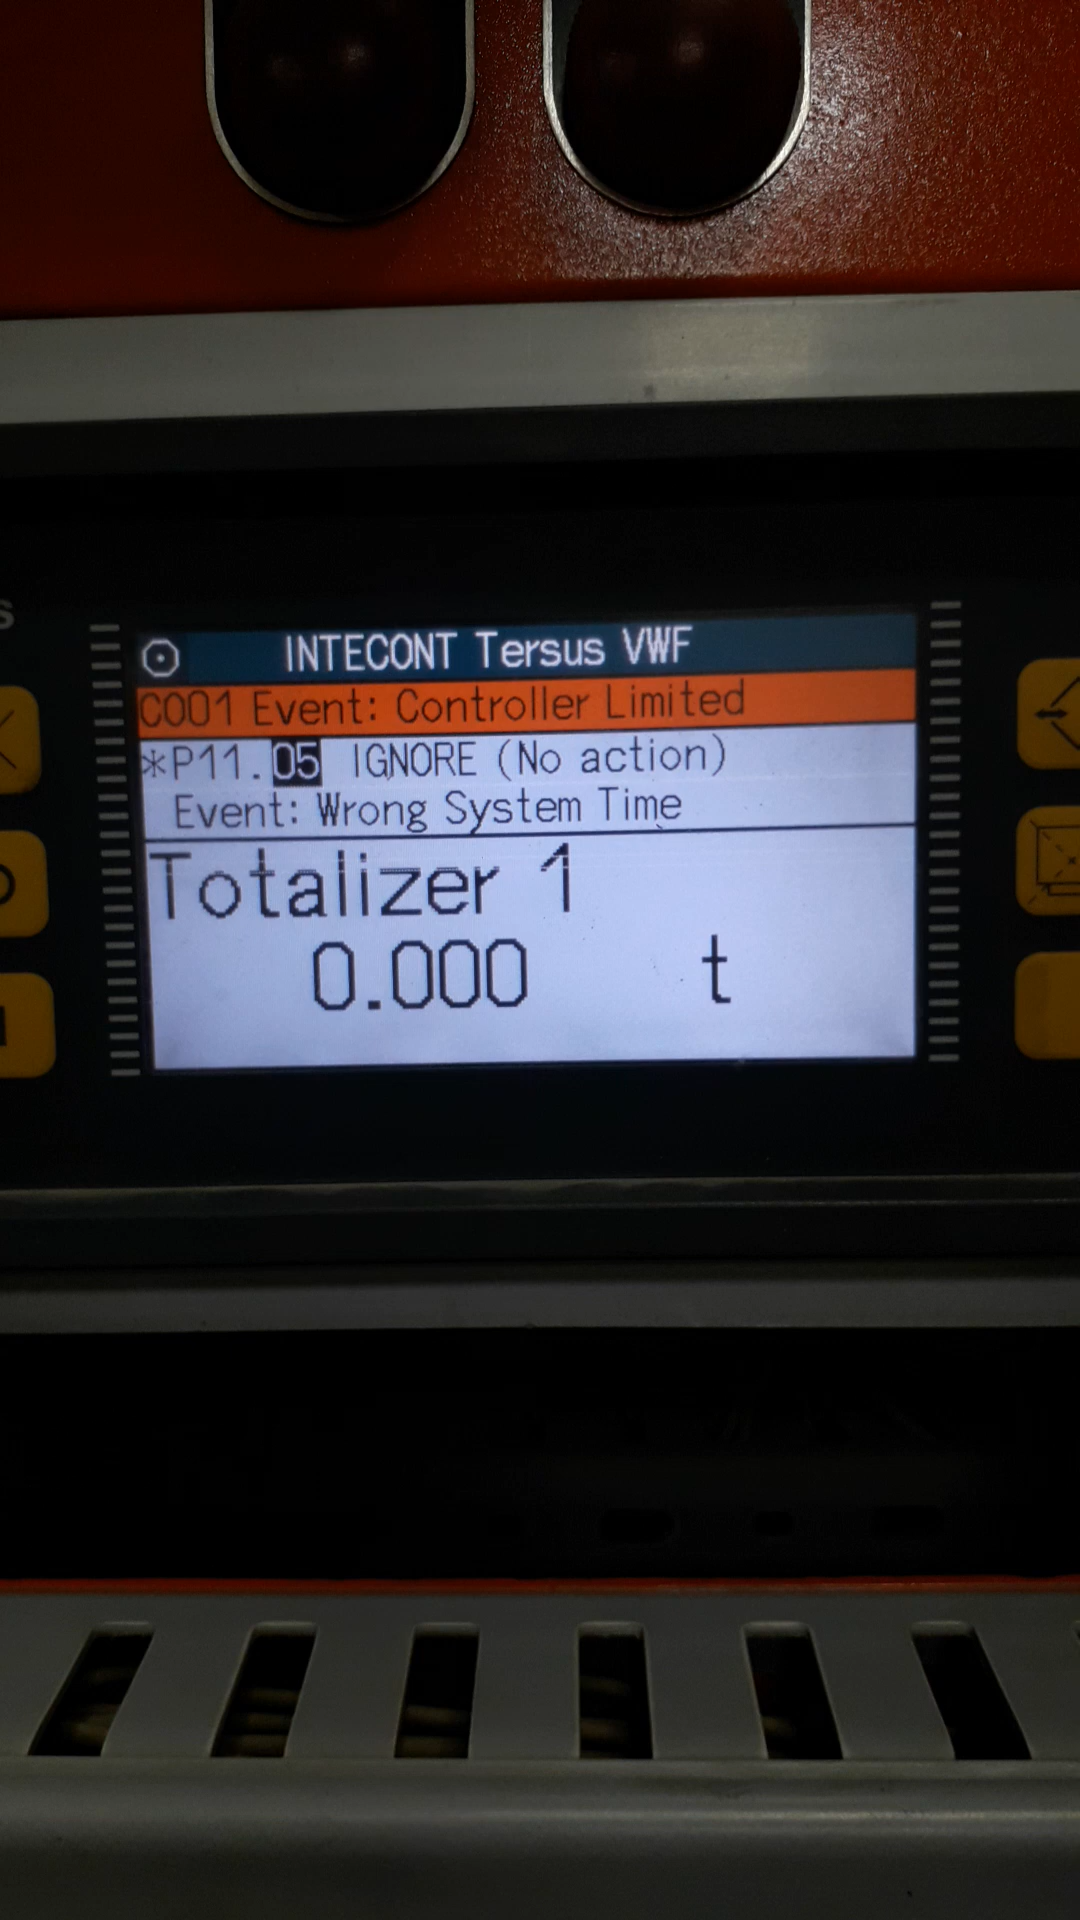 INTECONT Tersus VWF
C001 Event: Controller Limited
*P11.05 IGNORE (No action)
Event: Wrong System Time
Totalizer 1
0.000 t